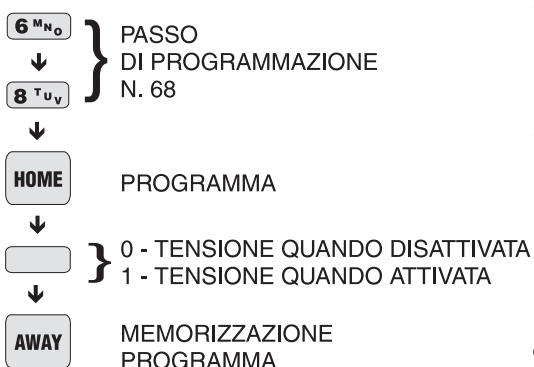 6 MNO
PASSO
DI PROGRAMMAZIONE
8 TUV
N. 68
HOME
PROGRAMMA
0 - TENSIONE QUANDO DISATTIVATA
1 - TENSIONE QUANDO ATTIVATA
AWAY
MEMORIZZAZIONE
PROGRAMMA